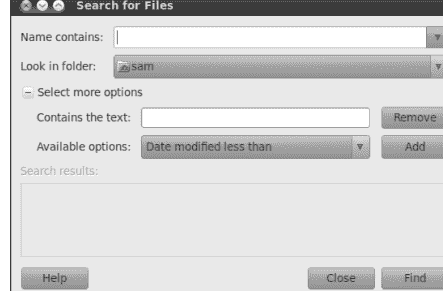 Search for Files
Name contains:
Look in folder: sam
Select more options
Contains the text: Remove
Available options: Date modified less than Add
Search results:
Help Close Find